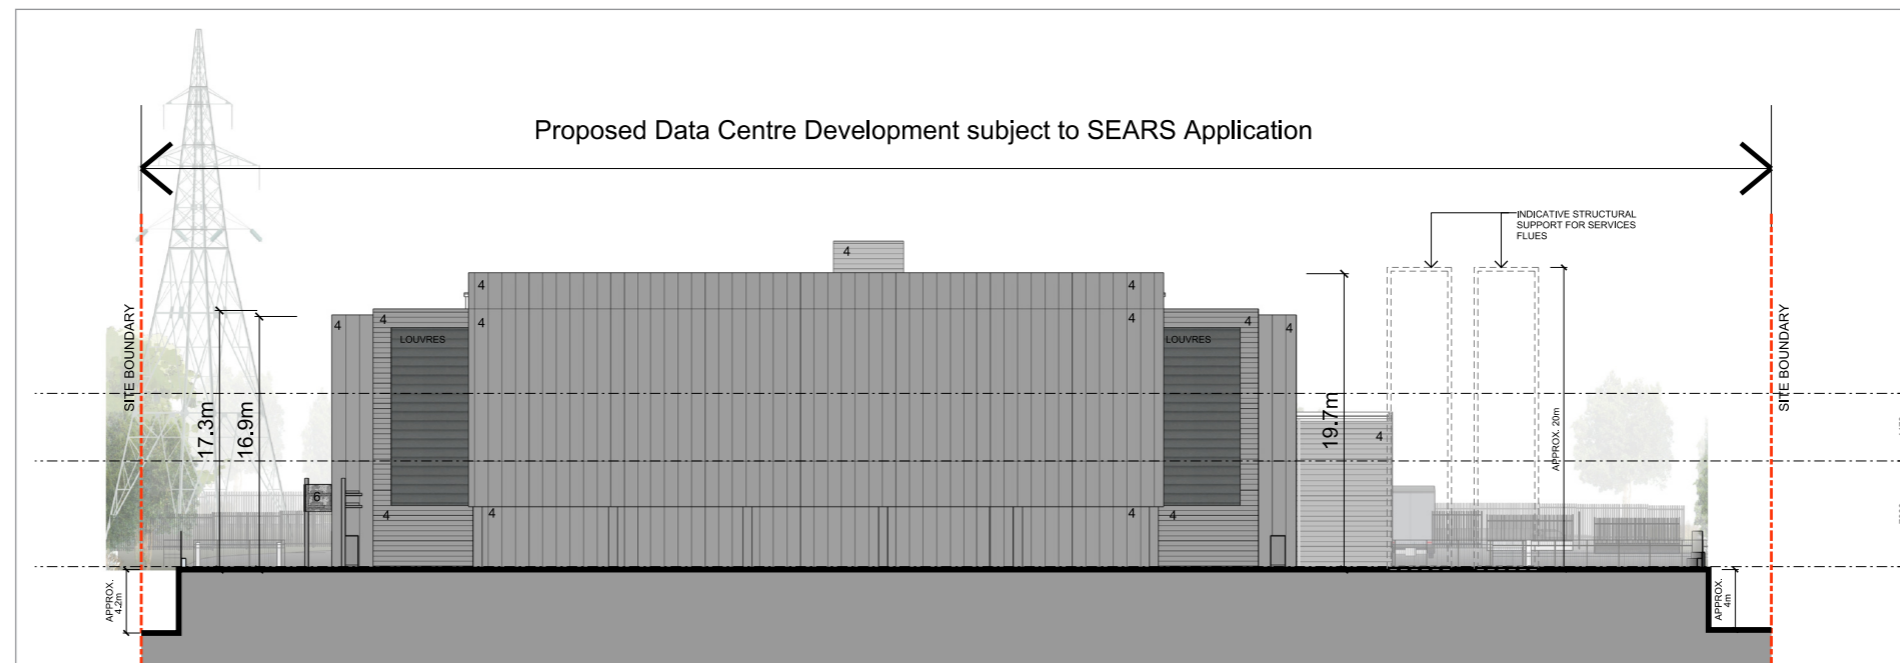 Proposed Data Centre Development subject to SEARS Application
INDICATIVE STRUCTURAL
SUPPORT FOR SERVICES
FLUES
4
4
4
4
4
4
4
4
4
4
LOUVRES
LOUVRES
SITE BOUNDARY
17.3m
16.9m
19.7m
APPROX. 20m
SITE BOUNDARY
4
6
4
4
4
4
APPROX.
4.2m
APPROX.
4m